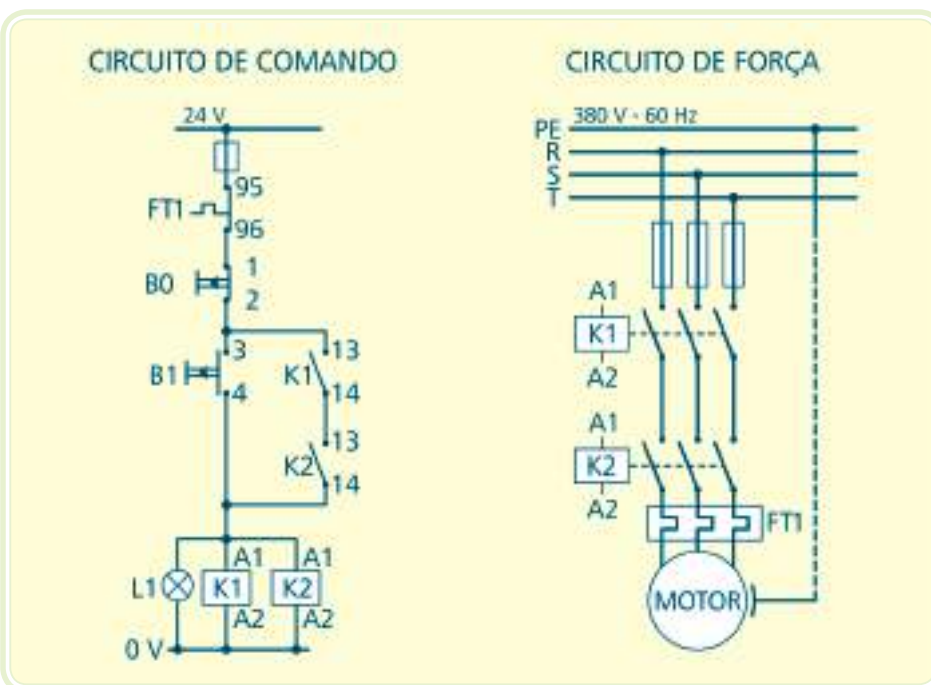 CIRCUITO DE COMANDO
24 V
95
FT1
96
1
B0
2
3
B1
4
13
K1
14
13
K2
14
A1
A1
L1
K1
K2
A2
A2
0 V
CIRCUITO DE FORÇA
380 V - 60 Hz
PE
R
S
T
A1
K1
A2
A1
K2
A2
FT1
MOTOR